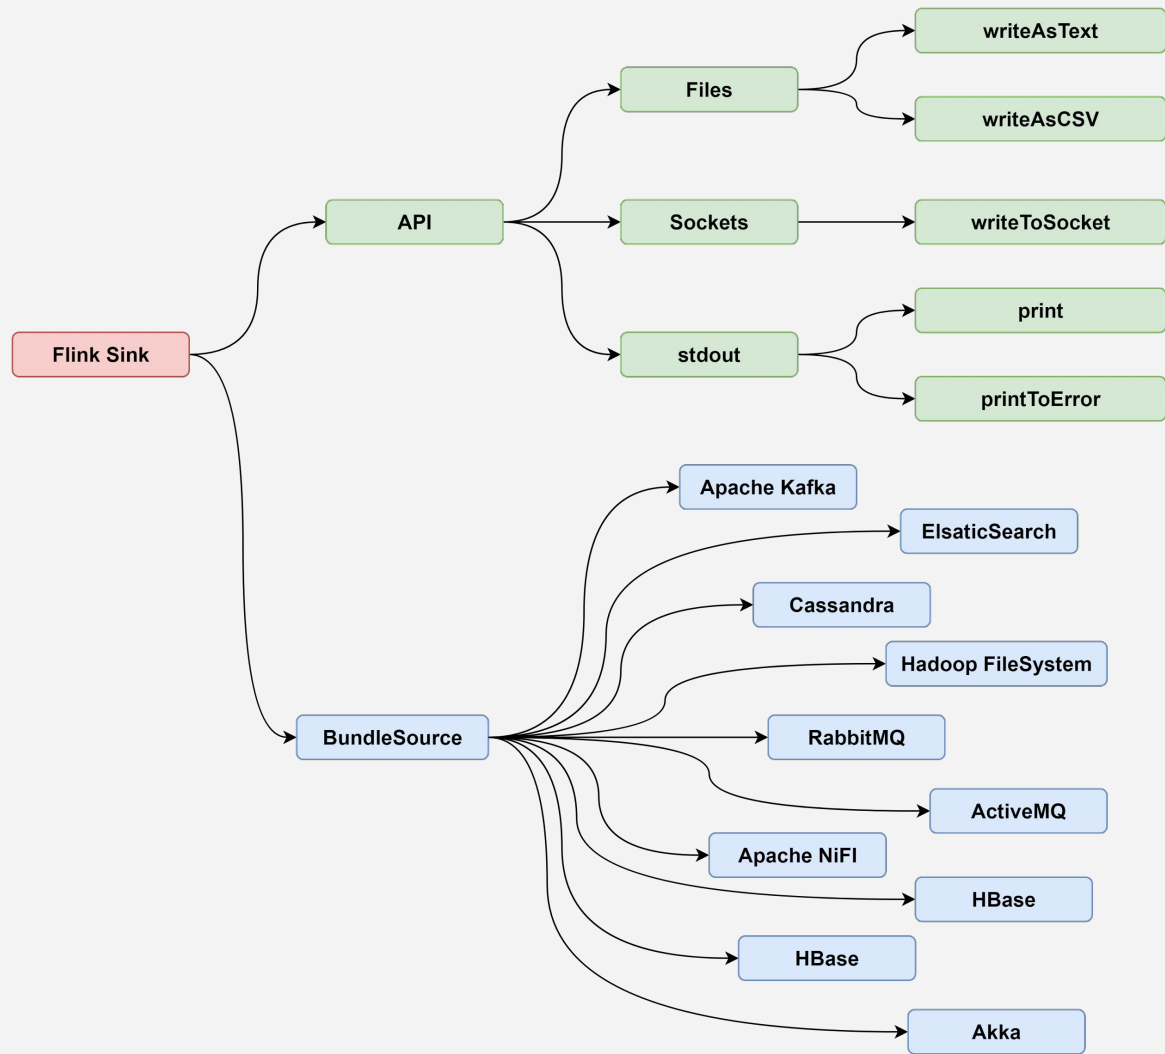 writeAsText
Files
writeAsCSV
API
Sockets
writeToSocket
print
Flink Sink
stdout
printToError
Apache Kafka
ElsaticSearch
Cassandra
Hadoop FileSystem
BundleSource
RabbitMQ
ActiveMQ
Apache NiFI
HBase
HBase
Akka